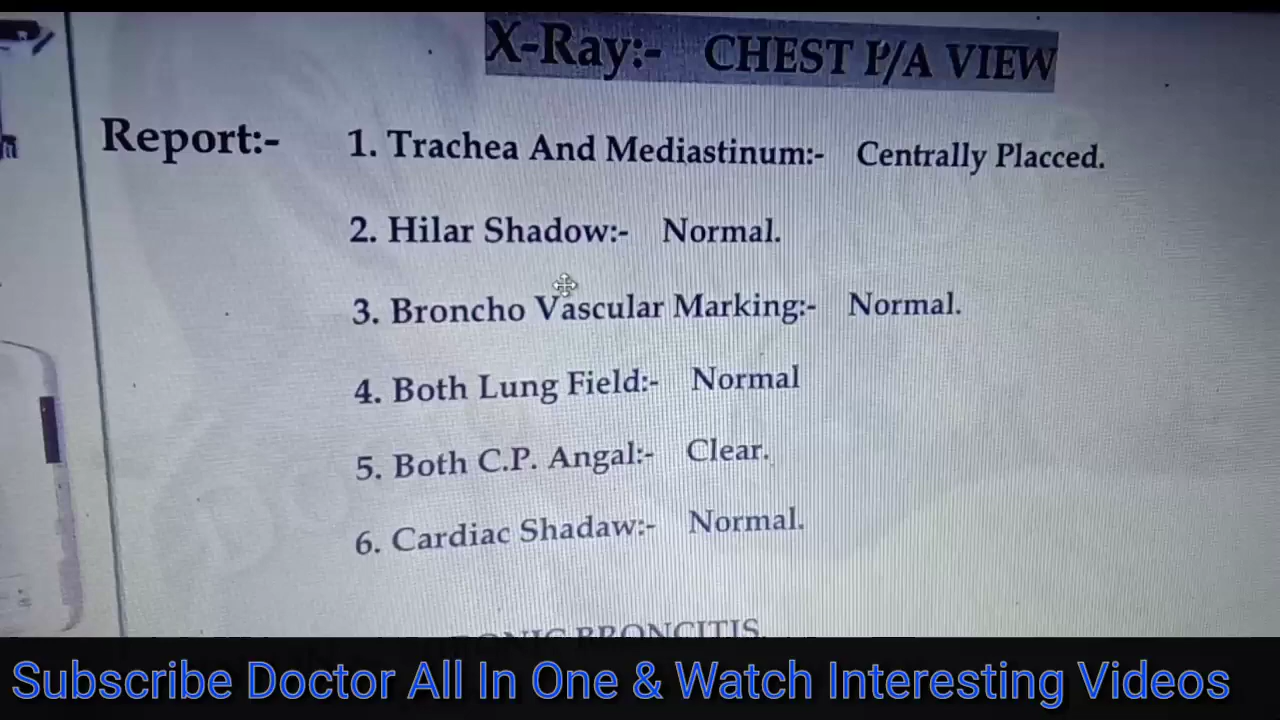 X-Ray:- CHEST P/A VIEW
Report:- 1. Trachea And Mediastinum:- Centrally Placced.
2. Hilar Shadow:- Normal.
3. Broncho Vascular Marking:- Normal.
4. Both Lung Field:- Normal
5. Both C.P. Angal:- Clear.
6. Cardiac Shadaw:- Normal.
BRONCITIS.
Subscribe Doctor All In One & Watch Interesting Videos